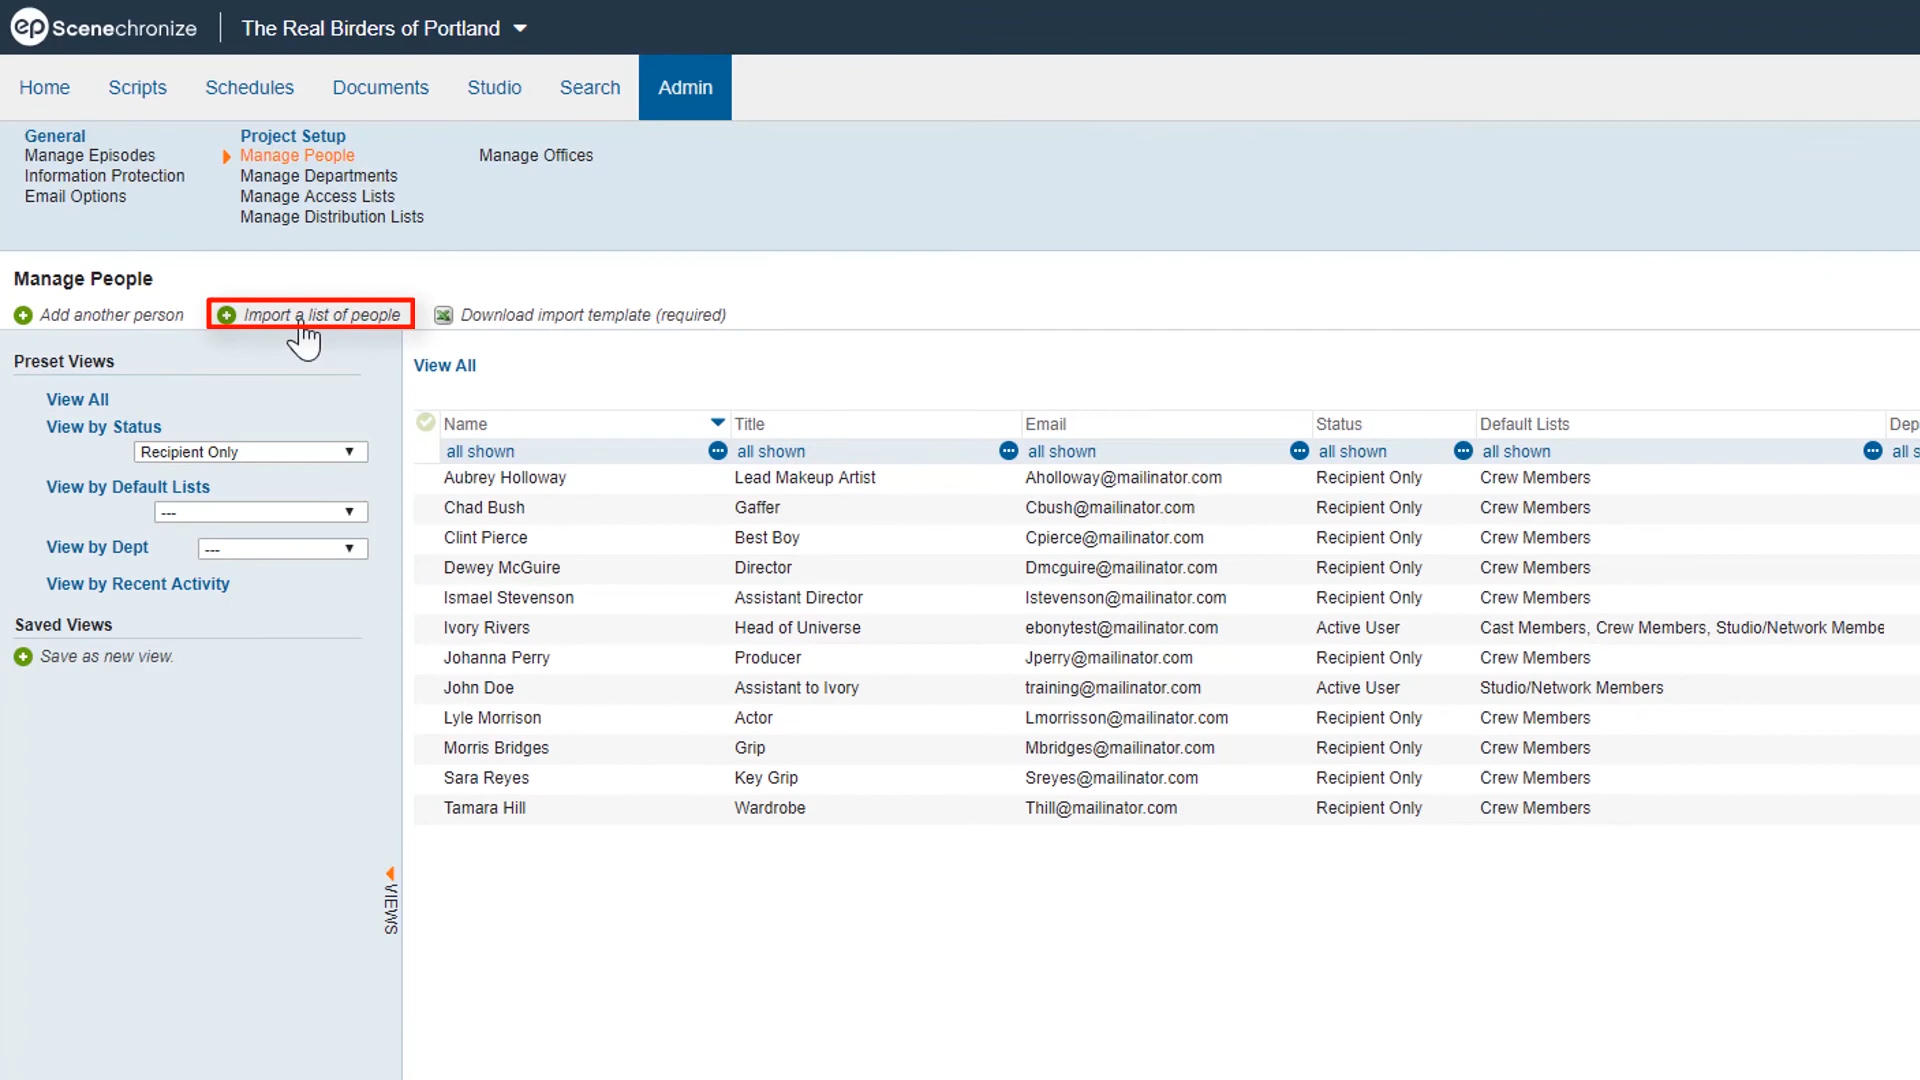 ep Scenechronize The Real Birders of Portland
Home Scripts Schedules Documents Studio Search Admin
General Project Setup
Manage Episodes Manage People Manage Offices
Information Protection Manage Departments
Email Options Manage Access Lists
Manage Distribution Lists
Manage People
Add another person Import a list of people Download import template (required)
Preset Views
View All
View by Status
Recipient Only
View by Default Lists
---
View by Dept ---
View by Recent Activity
Saved Views
Save as new view.
VIEWS
View All
Name Title Email Status Default Lists Dep
all shown all shown all shown all shown all shown all s
Aubrey Holloway Lead Makeup Artist Aholloway@mailinator.com Recipient Only Crew Members
Chad Bush Gaffer Cbush@mailinator.com Recipient Only Crew Members
Clint Pierce Best Boy Cpierce@mailinator.com Recipient Only Crew Members
Dewey McGuire Director Dmcguire@mailinator.com Recipient Only Crew Members
Ismael Stevenson Assistant Director Istevenson@mailinator.com Recipient Only Crew Members
Ivory Rivers Head of Universe ebonytest@mailinator.com Active User Cast Members, Crew Members, Studio/Network Membe
Johanna Perry Producer Jperry@mailinator.com Recipient Only Crew Members
John Doe Assistant to Ivory training@mailinator.com Active User Studio/Network Members
Lyle Morrison Actor Lmorrisson@mailinator.com Recipient Only Crew Members
Morris Bridges Grip Mbridges@mailinator.com Recipient Only Crew Members
Sara Reyes Key Grip Sreyes@mailinator.com Recipient Only Crew Members
Tamara Hill Wardrobe Thill@mailinator.com Recipient Only Crew Members